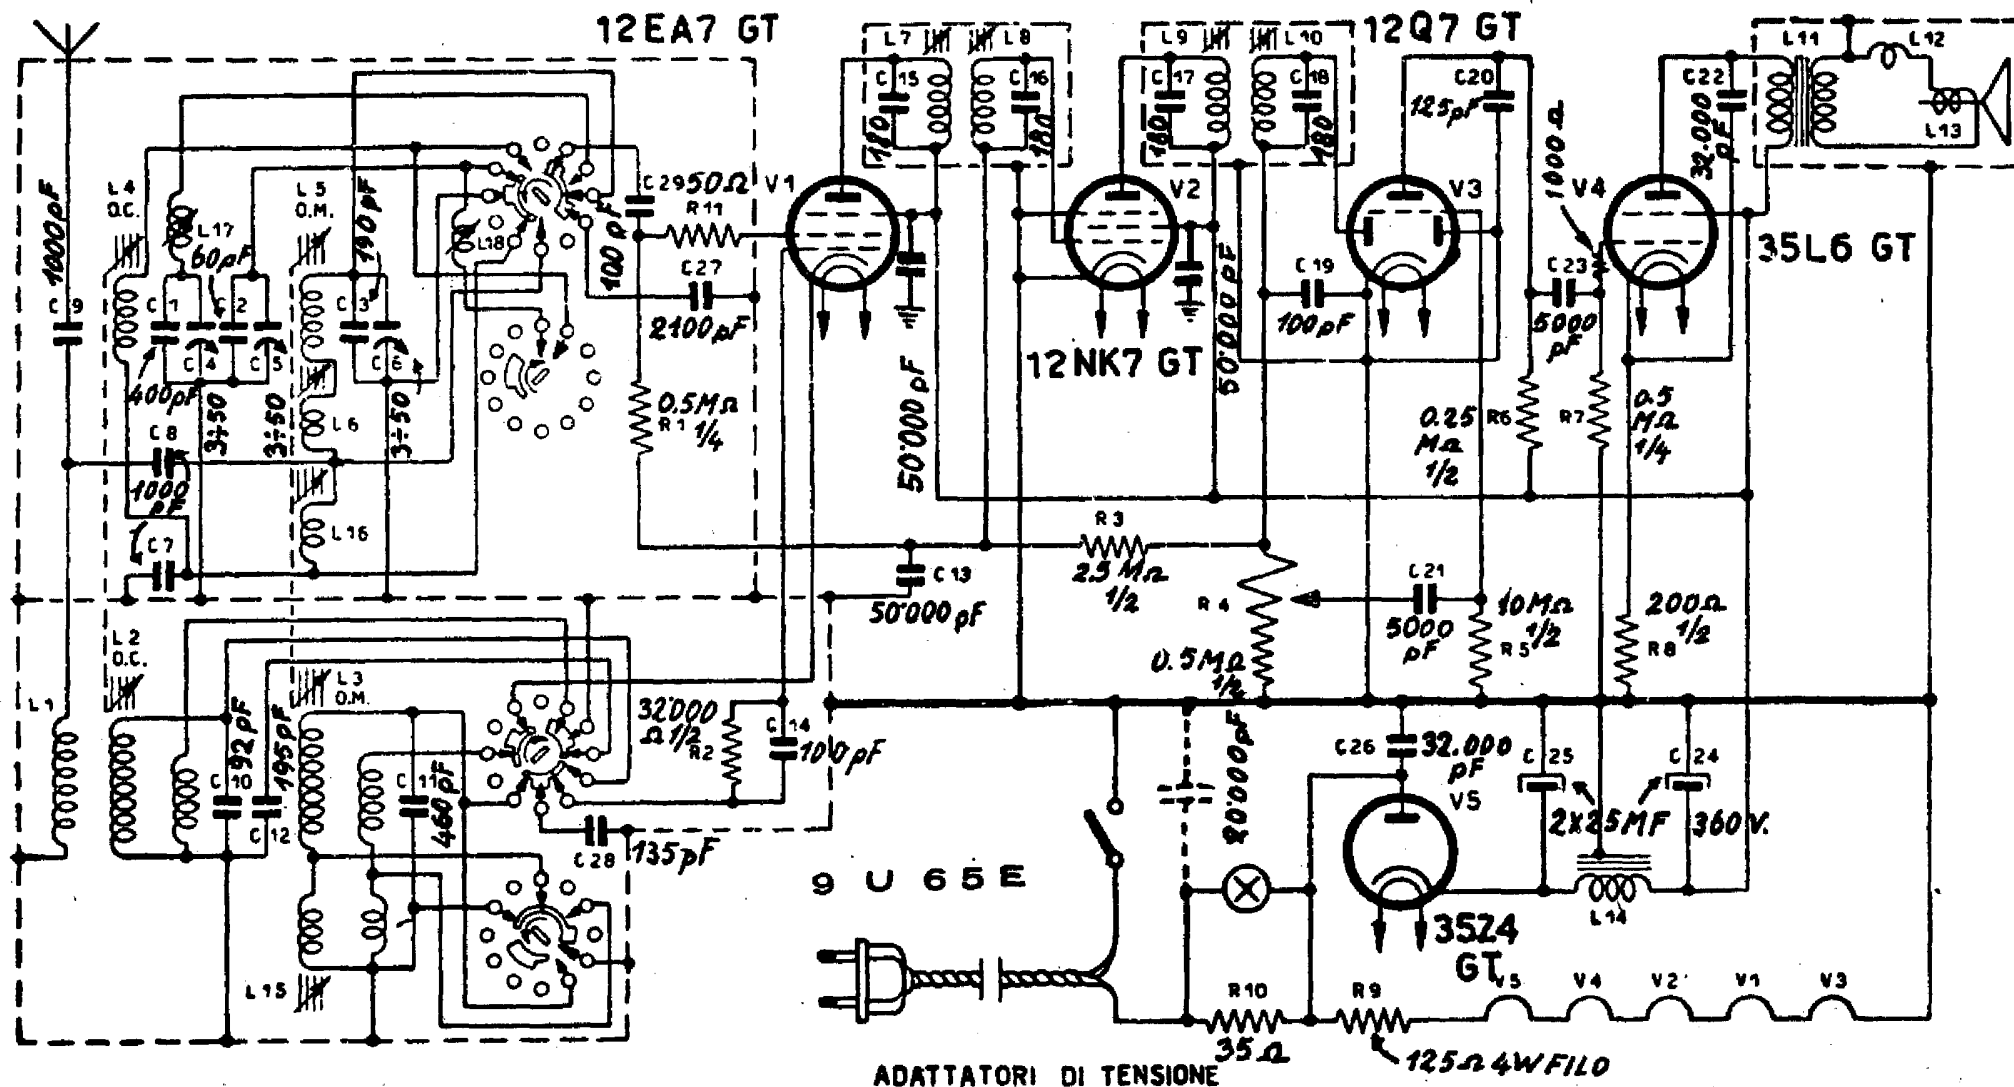 12EA7 GT
12Q7 GT
L7
L8
L9
L10
L11
L12
L13
C15
180
C16
180
C17
180
C18
180
C20
125pF
C22
32.000 pF
1000Ω
V1
V2
V3
V4
35L6 GT
12NK7 GT
1000pF
C9
L4
O.C.
L17
60pF
L5
O.M.
190pF
L18
C1
C2
C3
C4
C5
C6
400pF
3÷50
3÷50
3÷50
L6
C8
1000
pF
C7
L16
C29
50Ω
R11
100pF
C27
2100pF
0.5MΩ
R1
1/4
50'000pF
50'000pF
C19
100pF
C23
5000
pF
0.25
MΩ
1/2
R6
R7
0.5
MΩ
1/4
R3
2.5MΩ
1/2
C13
50'000pF
R4
0.5MΩ
1/2
C21
5000
pF
10MΩ
1/2
R5
200Ω
1/2
R8
L1
L2
O.C.
L3
O.M.
92pF
C10
195pF
C12
C11
460pF
L15
32'000
Ω 1/2
R2
C14
100pF
C28
135pF
C26
32.000
pF
V5
C25
C24
2x25MF
360V.
L14
35Z4
GT
9U65E
R10
35Ω
R9
125Ω 4W FILO
V5
V4
V2
V1
V3
ADATTATORI DI TENSIONE